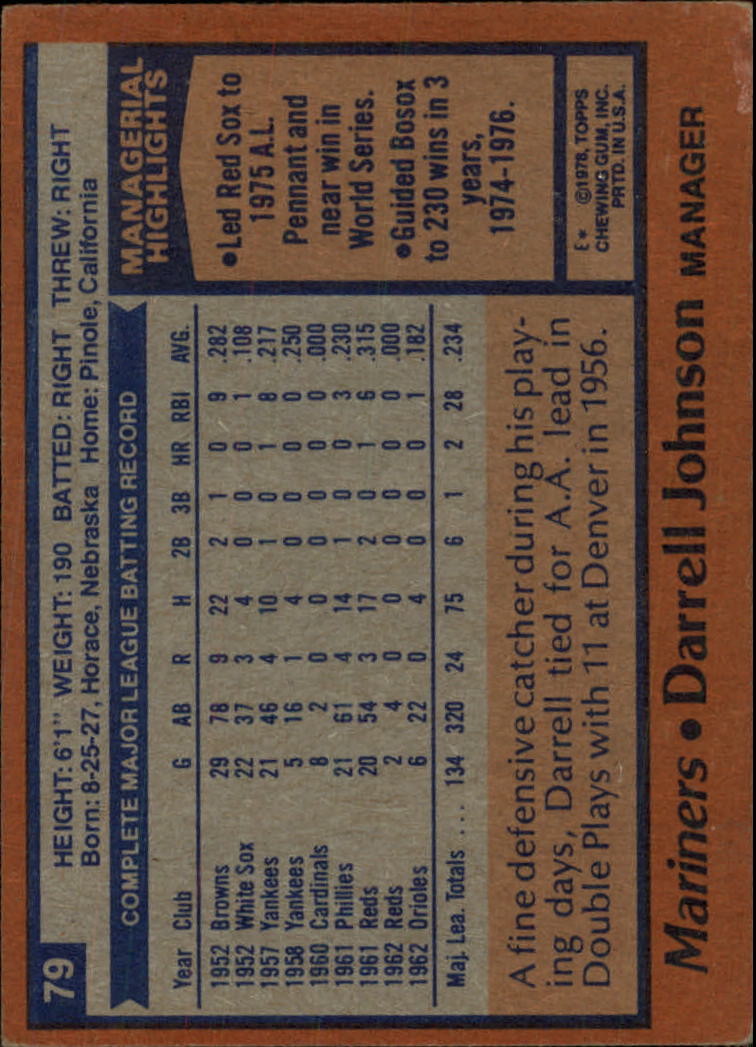 79
HEIGHT: 6'1" WEIGHT: 190 BATTED: RIGHT THREW: RIGHT
Born: 8-25-27, Horace, Nebraska Home: Pinole, California
COMPLETE MAJOR LEAGUE BATTING RECORD
Year Club G AB R H 2B 3B HR RBI AVG.
1952 Browns 29 78 9 22 2 1 0 9 .282
1952 White Sox 22 37 3 4 0 0 0 1 .108
1957 Yankees 21 46 4 10 1 0 1 8 .217
1958 Yankees 5 16 1 4 0 0 0 0 .250
1960 Cardinals 8 2 0 0 0 0 0 0 .000
1961 Phillies 21 61 4 14 1 0 0 3 .230
1961 Reds 20 54 3 17 2 0 1 6 .315
1962 Reds 2 4 0 0 0 0 0 0 .000
1962 Orioles 6 22 0 4 0 0 0 1 .182
Maj. Lea. Totals .... 134 320 24 75 6 1 2 28 .234
MANAGERIAL
HIGHLIGHTS
•Led Red Sox to
1975 A.L.
Pennant and
near win in
World Series.
•Guided Bosox
to 230 wins in 3
years,
1974-1976.
A fine defensive catcher during his play-
ing days, Darrell tied for A.A. lead in
Double Plays with 11 at Denver in 1956.
E* ©1978, TOPPS
CHEWING GUM, INC.
PRTD. IN U.S.A.
Mariners • Darrell Johnson MANAGER